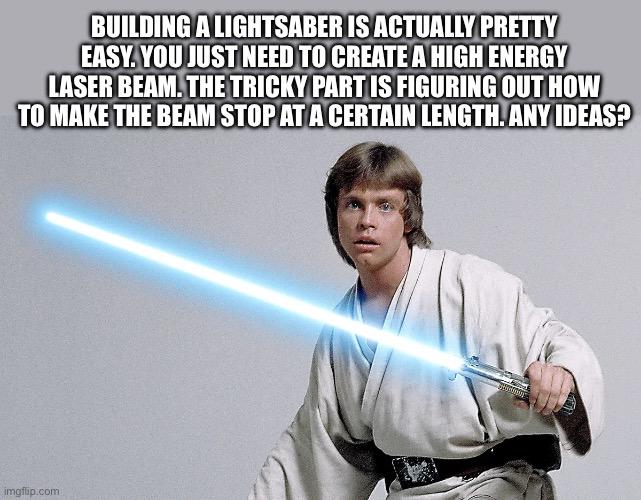 BUILDING A LIGHTSABER IS ACTUALLY PRETTY
EASY. YOU JUST NEED TO CREATE A HIGH ENERGY
LASER BEAM. THE TRICKY PART IS FIGURING OUT HOW
TO MAKE THE BEAM STOP AT A CERTAIN LENGTH. ANY IDEAS?
imgflip.com